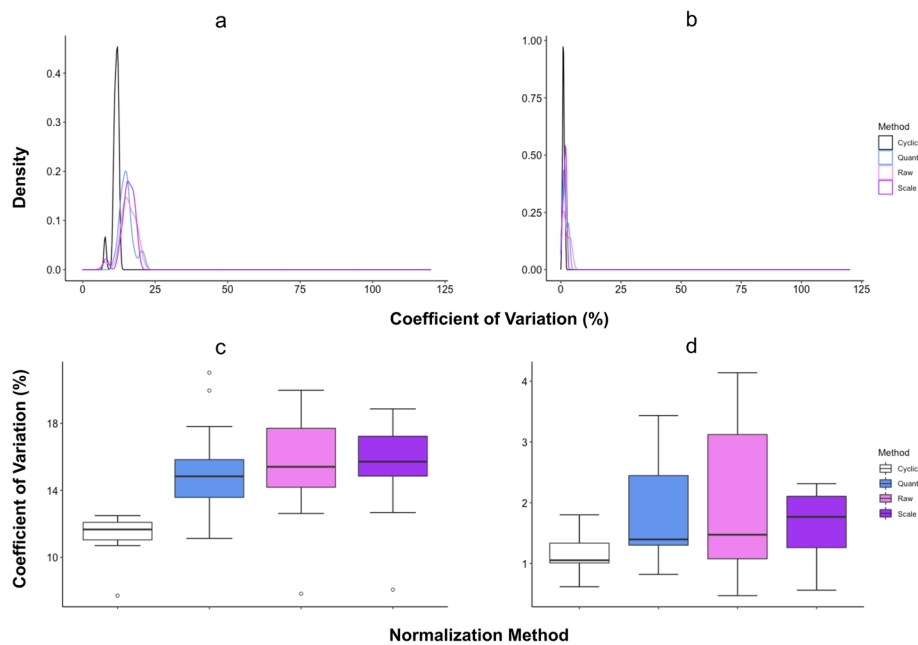 a
b
0.4
0.3
0.2
0.1
0.0
0 25 50 75 100 125
Density
1.00
0.75
0.50
0.25
0.00
0 25 50 75 100 125
Method
Cyclic
Quant
Raw
Scale
Coefficient of Variation (%)
c
d
Coefficient of Variation (%)
18
14
10
4
3
2
1
Method
Cyclic
Quant
Raw
Scale
Normalization Method